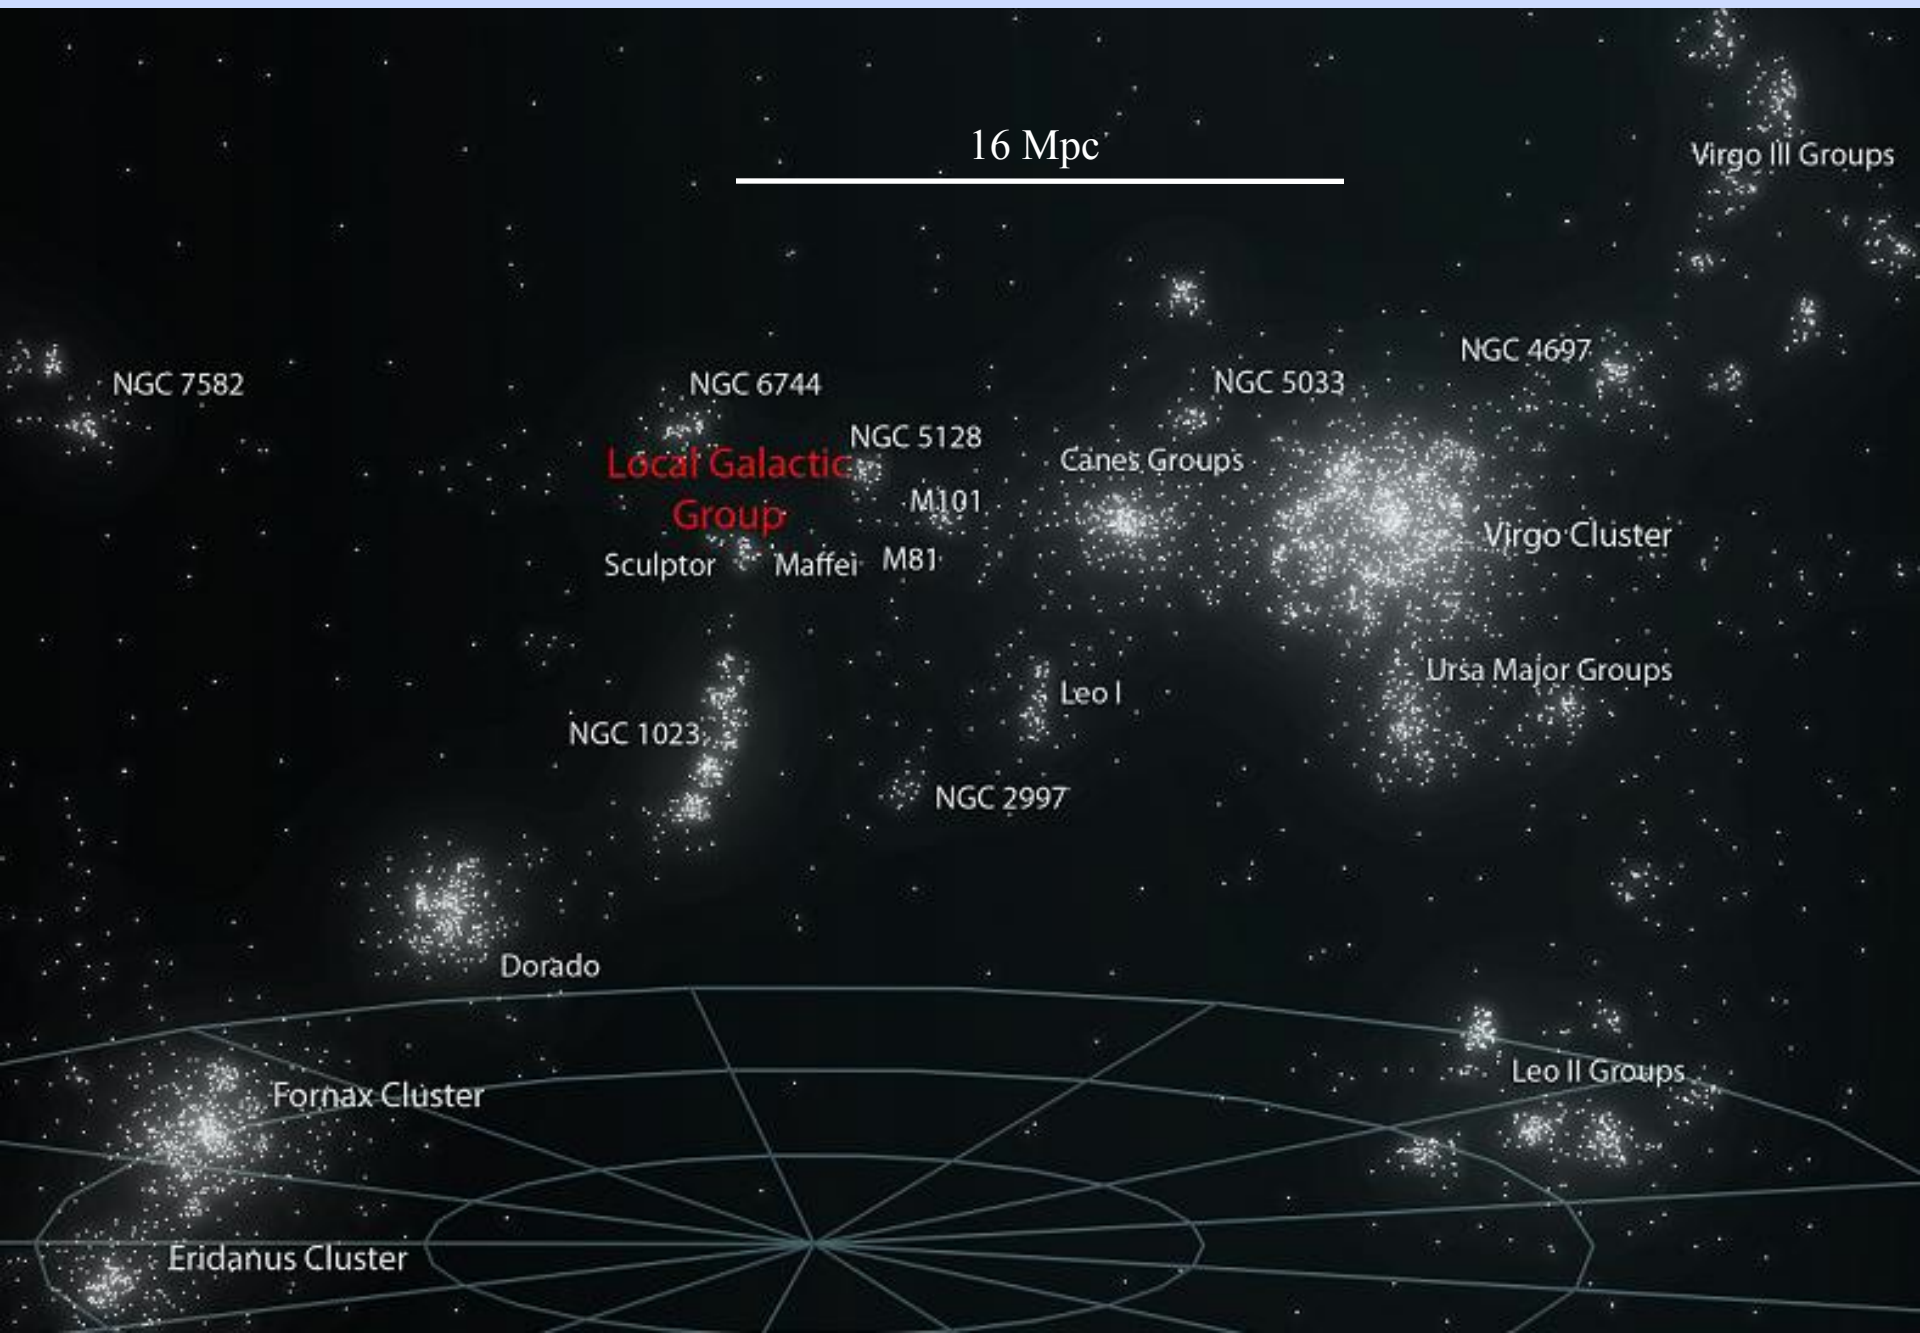 16 Mpc
Virgo III Groups
NGC 4697
NGC 7582
NGC 6744
NGC 5033
NGC 5128
Local Galactic
Group
Canes Groups
M101
Virgo Cluster
Sculptor
Maffei
M81
Ursa Major Groups
Leo I
NGC 1023
NGC 2997
Dorado
Leo II Groups
Fornax Cluster
Eridanus Cluster